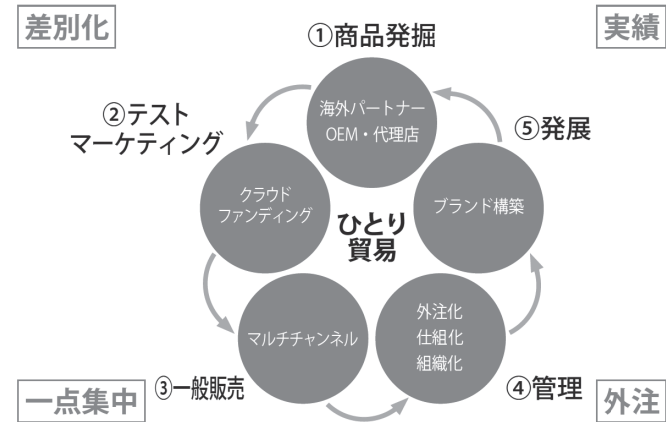 差別化
実績
①商品発掘
海外パートナー
OEM・代理店
②テスト
マーケティング
⑤発展
クラウド
ファンディング
ブランド構築
ひとり
貿易
マルチチャンネル
外注化
仕組化
組織化
③一般販売
④管理
一点集中
外注